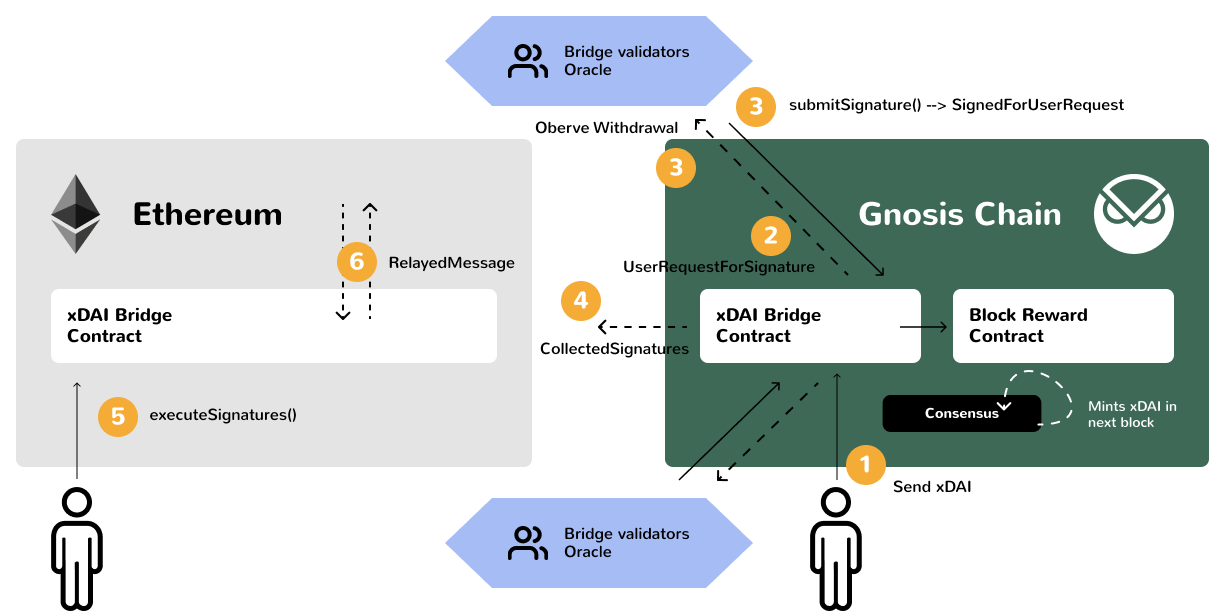 Bridge validators
Oracle
3
submitSignature() --> SignedForUserRequest
Oberve Withdrawal
3
Ethereum
Gnosis Chain
2
6
RelayedMessage
UserRequestForSignature
4
xDAI Bridge
Contract
xDAI Bridge
Contract
Block Reward
Contract
CollectedSignatures
5
executeSignatures()
Consensus
Mints xDAI in
next block
1
Send xDAI
Bridge validators
Oracle